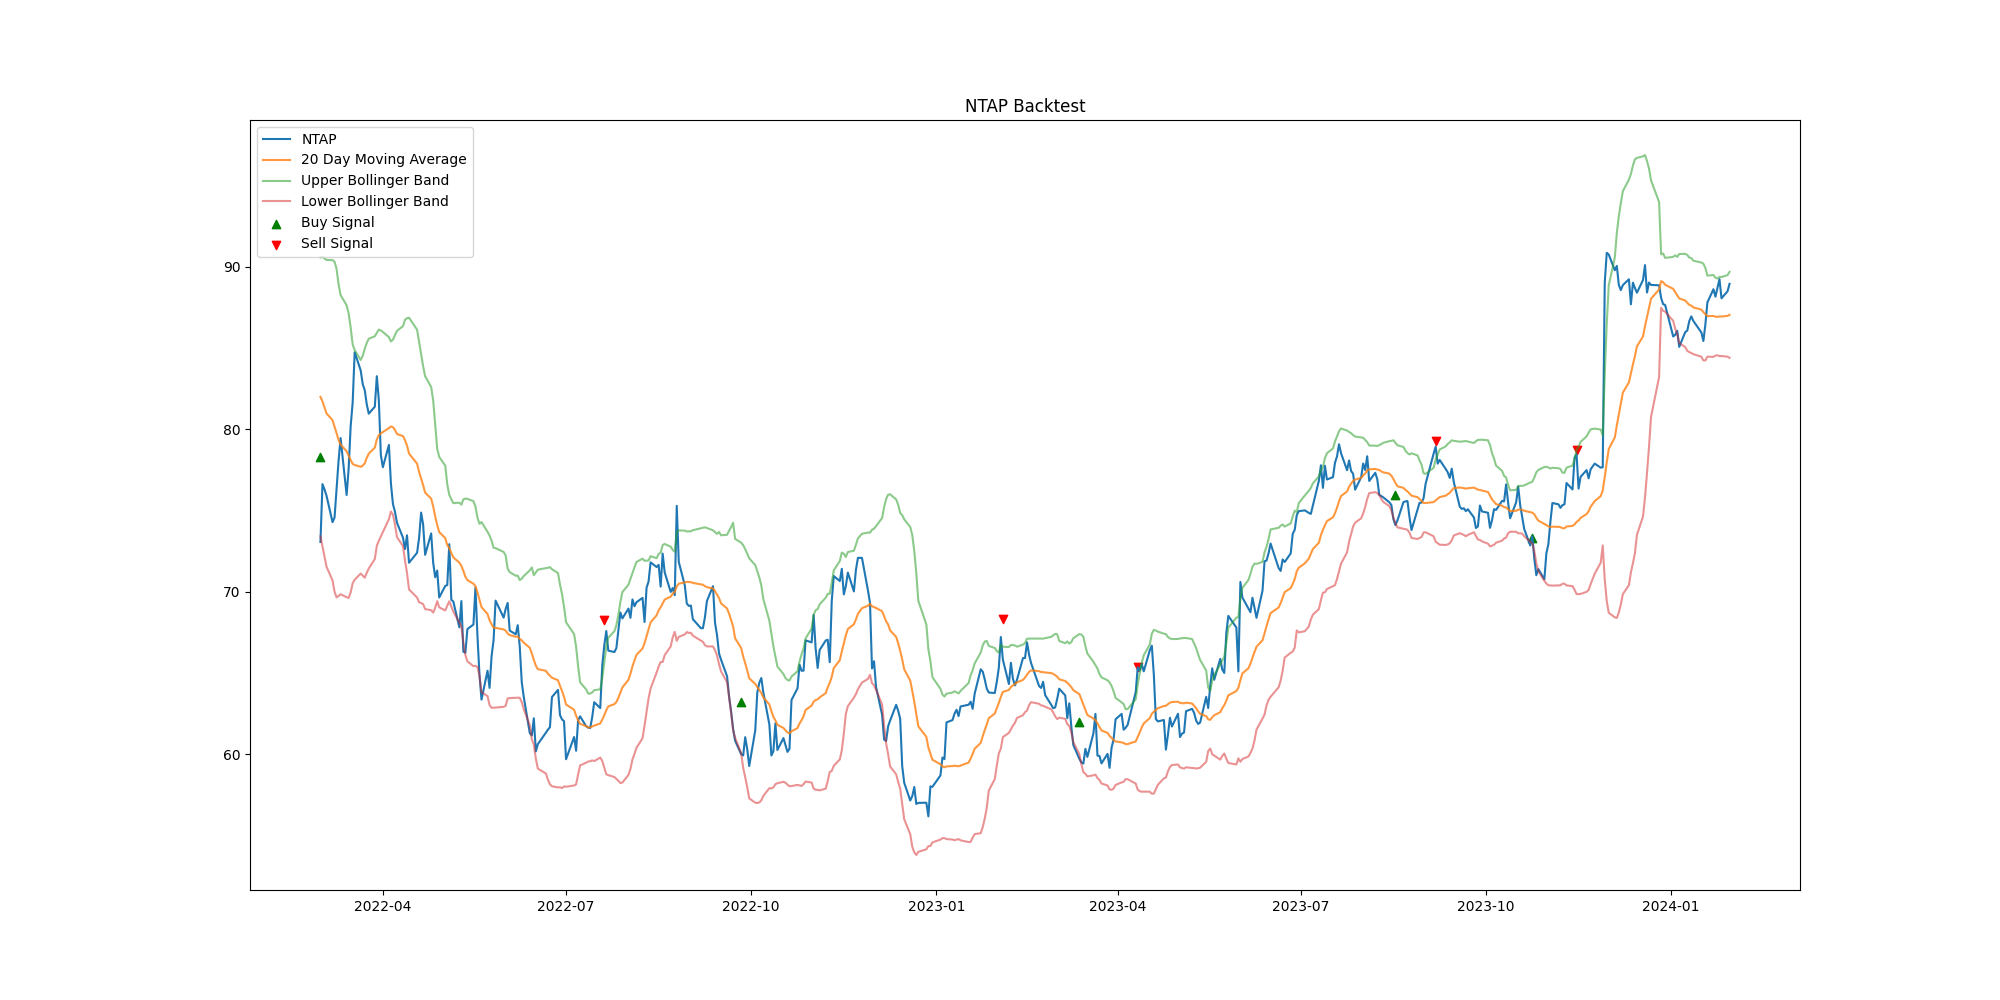 NTAP Backtest
NTAP
20 Day Moving Average
Upper Bollinger Band
Lower Bollinger Band
Buy Signal
Sell Signal
90
80
70
60
2022-04
2022-07
2022-10
2023-01
2023-04
2023-07
2023-10
2024-01